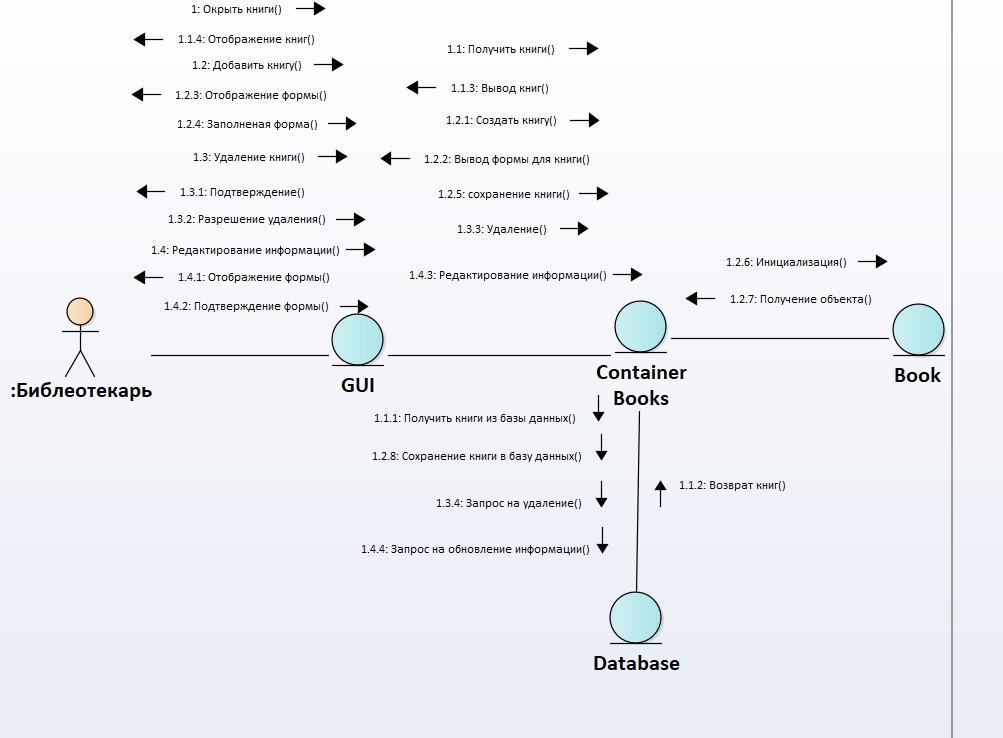 1: Окрыть книги()
1.1.4: Отображение книг()
1.1: Получить книги()
1.2: Добавить книгу()
1.2.3: Отображение формы()
1.1.3: Вывод книг()
1.2.4: Заполненая форма()
1.2.1: Создать книгу()
1.3: Удаление книги()
1.2.2: Вывод формы для книги()
1.3.1: Подтверждение()
1.2.5: сохранение книги()
1.3.2: Разрешение удаления()
1.3.3: Удаление()
1.4: Редактирование информации()
1.2.6: Инициализация()
1.4.1: Отображение формы()
1.4.3: Редактирование информации()
1.4.2: Подтверждение формы()
1.2.7: Получение объекта()
:Библеотекарь
GUI
Container
Books
Book
1.1.1: Получить книги из базы данных()
1.2.8: Сохранение книги в базу данных()
1.1.2: Возврат книг()
1.3.4: Запрос на удаление()
1.4.4: Запрос на обновление информации()
Database